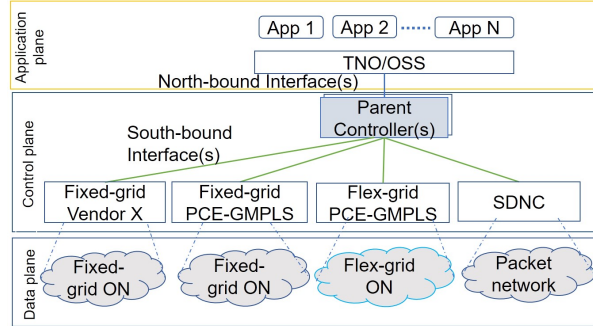 Application
plane
App 1
App 2
App N
TNO/OSS
North-bound Interface(s)
Control plane
Parent
Controller(s)
South-bound
Interface(s)
Fixed-grid
Vendor X
Fixed-grid
PCE-GMPLS
Flex-grid
PCE-GMPLS
SDNC
Data plane
Fixed-
grid ON
Fixed-
grid ON
Flex-grid
ON
Packet
network